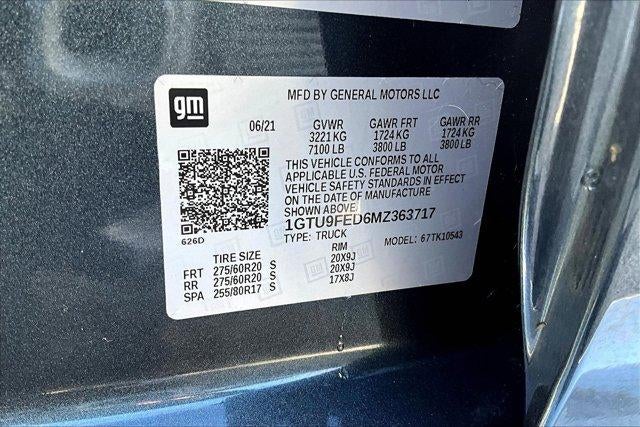 gm
MFD BY GENERAL MOTORS LLC
06/21 GVWR GAWR FRT GAWR RR
3221 KG 1724 KG 1724 KG
7100 LB 3800 LB 3800 LB
THIS VEHICLE CONFORMS TO ALL
APPLICABLE U.S. FEDERAL MOTOR
VEHICLE SAFETY STANDARDS IN EFFECT
ON THE DATE OF MANUFACTURE
SHOWN ABOVE.
1GTU9FED6MZ363717
626D TYPE: TRUCK MODEL: 67TK10543
TIRE SIZE RIM
FRT 275/60R20 S 20X9J
RR 275/60R20 S 20X9J
SPA 255/80R17 S 17X8J